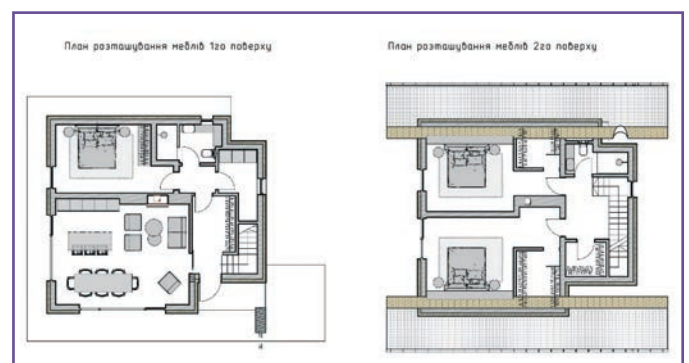 План розташування меблів 1го поверху
План розташування меблів 2го поверху